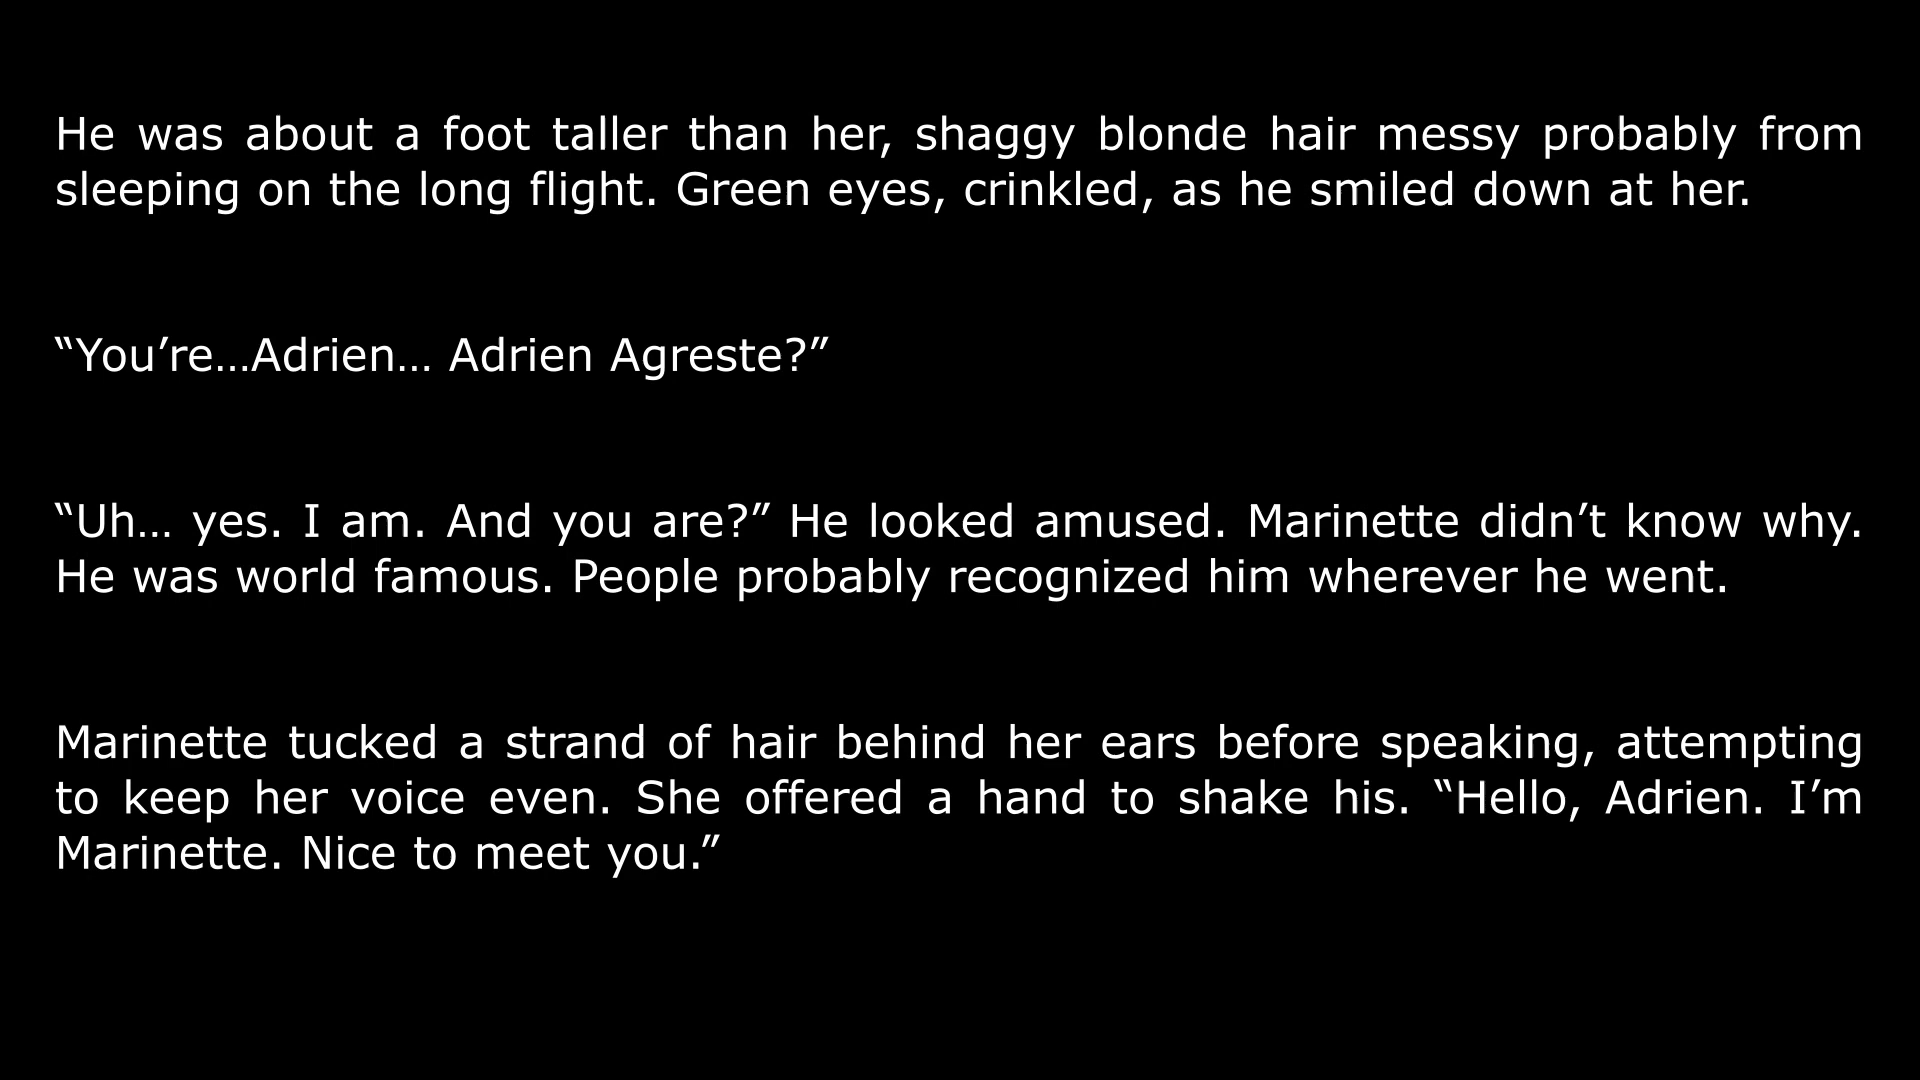 He was about a foot taller than her, shaggy blonde hair messy probably from
sleeping on the long flight. Green eyes, crinkled, as he smiled down at her.
“You’re…Adrien… Adrien Agreste?”
“Uh… yes. I am. And you are?” He looked amused. Marinette didn’t know why.
He was world famous. People probably recognized him wherever he went.
Marinette tucked a strand of hair behind her ears before speaking, attempting
to keep her voice even. She offered a hand to shake his. “Hello, Adrien. I’m
Marinette. Nice to meet you.”